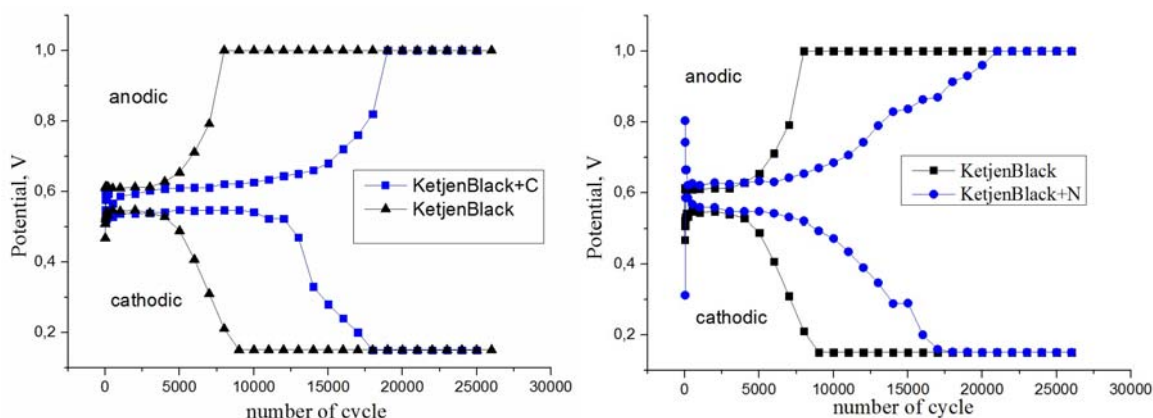 1,0
0,8
0,6
0,4
0,2
Potential, V
anodic
cathodic
KetjenBlack+C
KetjenBlack
0 5000 10000 15000 20000 25000 30000
number of cycle
1,0
0,8
0,6
0,4
0,2
Potential, V
anodic
cathodic
KetjenBlack
KetjenBlack+N
0 5000 10000 15000 20000 25000 30000
number of cycle